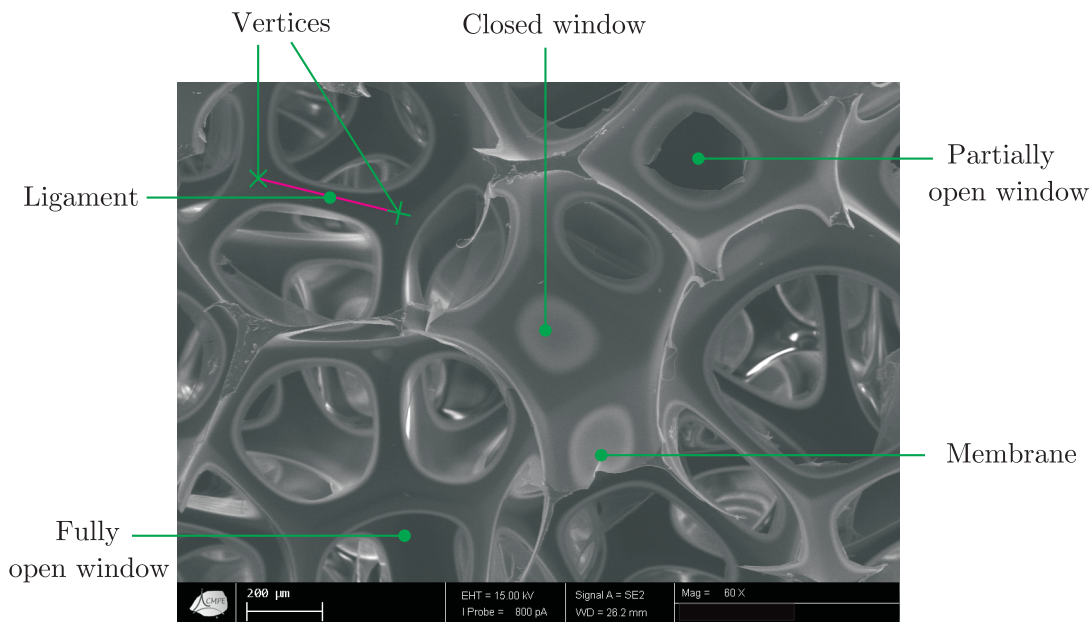 Vertices
Closed window
Partially
open window
Ligament
Membrane
Fully
open window
CMPE
200 µm
EHT = 15.00 kV
I Probe = 800 pA
Signal A = SE2
WD = 26.2 mm
Mag = 60 X